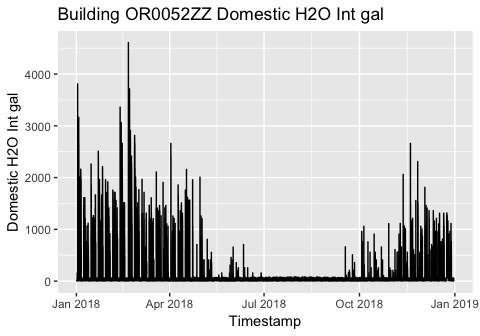 Building OR0052ZZ Domestic H2O Int gal
Domestic H2O Int gal
4000
3000
2000
1000
0
Jan 2018
Apr 2018
Jul 2018
Oct 2018
Jan 2019
Timestamp